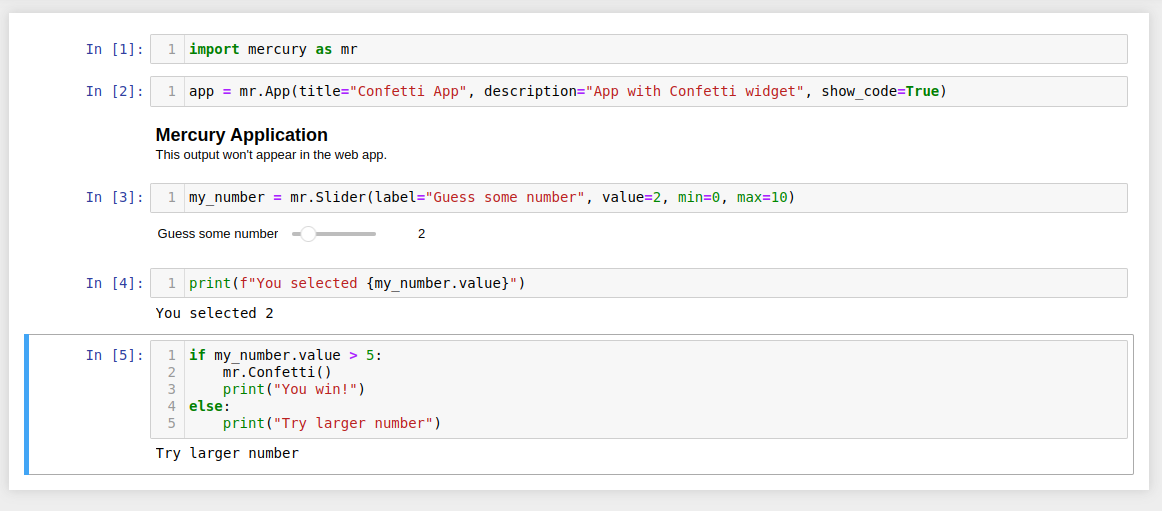 In [1]: 1 import mercury as mr
In [2]: 1 app = mr.App(title="Confetti App", description="App with Confetti widget", show_code=True)
Mercury Application
This output won't appear in the web app.
In [3]: 1 my_number = mr.Slider(label="Guess some number", value=2, min=0, max=10)
Guess some number 2
In [4]: 1 print(f"You selected {my_number.value}")
You selected 2
In [5]: 1 if my_number.value > 5:
2     mr.Confetti()
3     print("You win!")
4 else:
5     print("Try larger number")
Try larger number